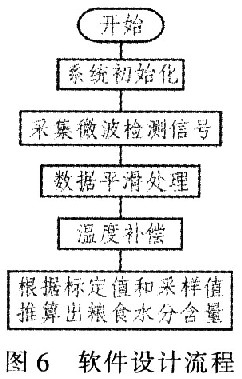 开始
系统初始化
采集微波检测信号
数据平滑处理
温度补偿
根据标定值和采样值
推算出粮食水分含量
图6 软件设计流程